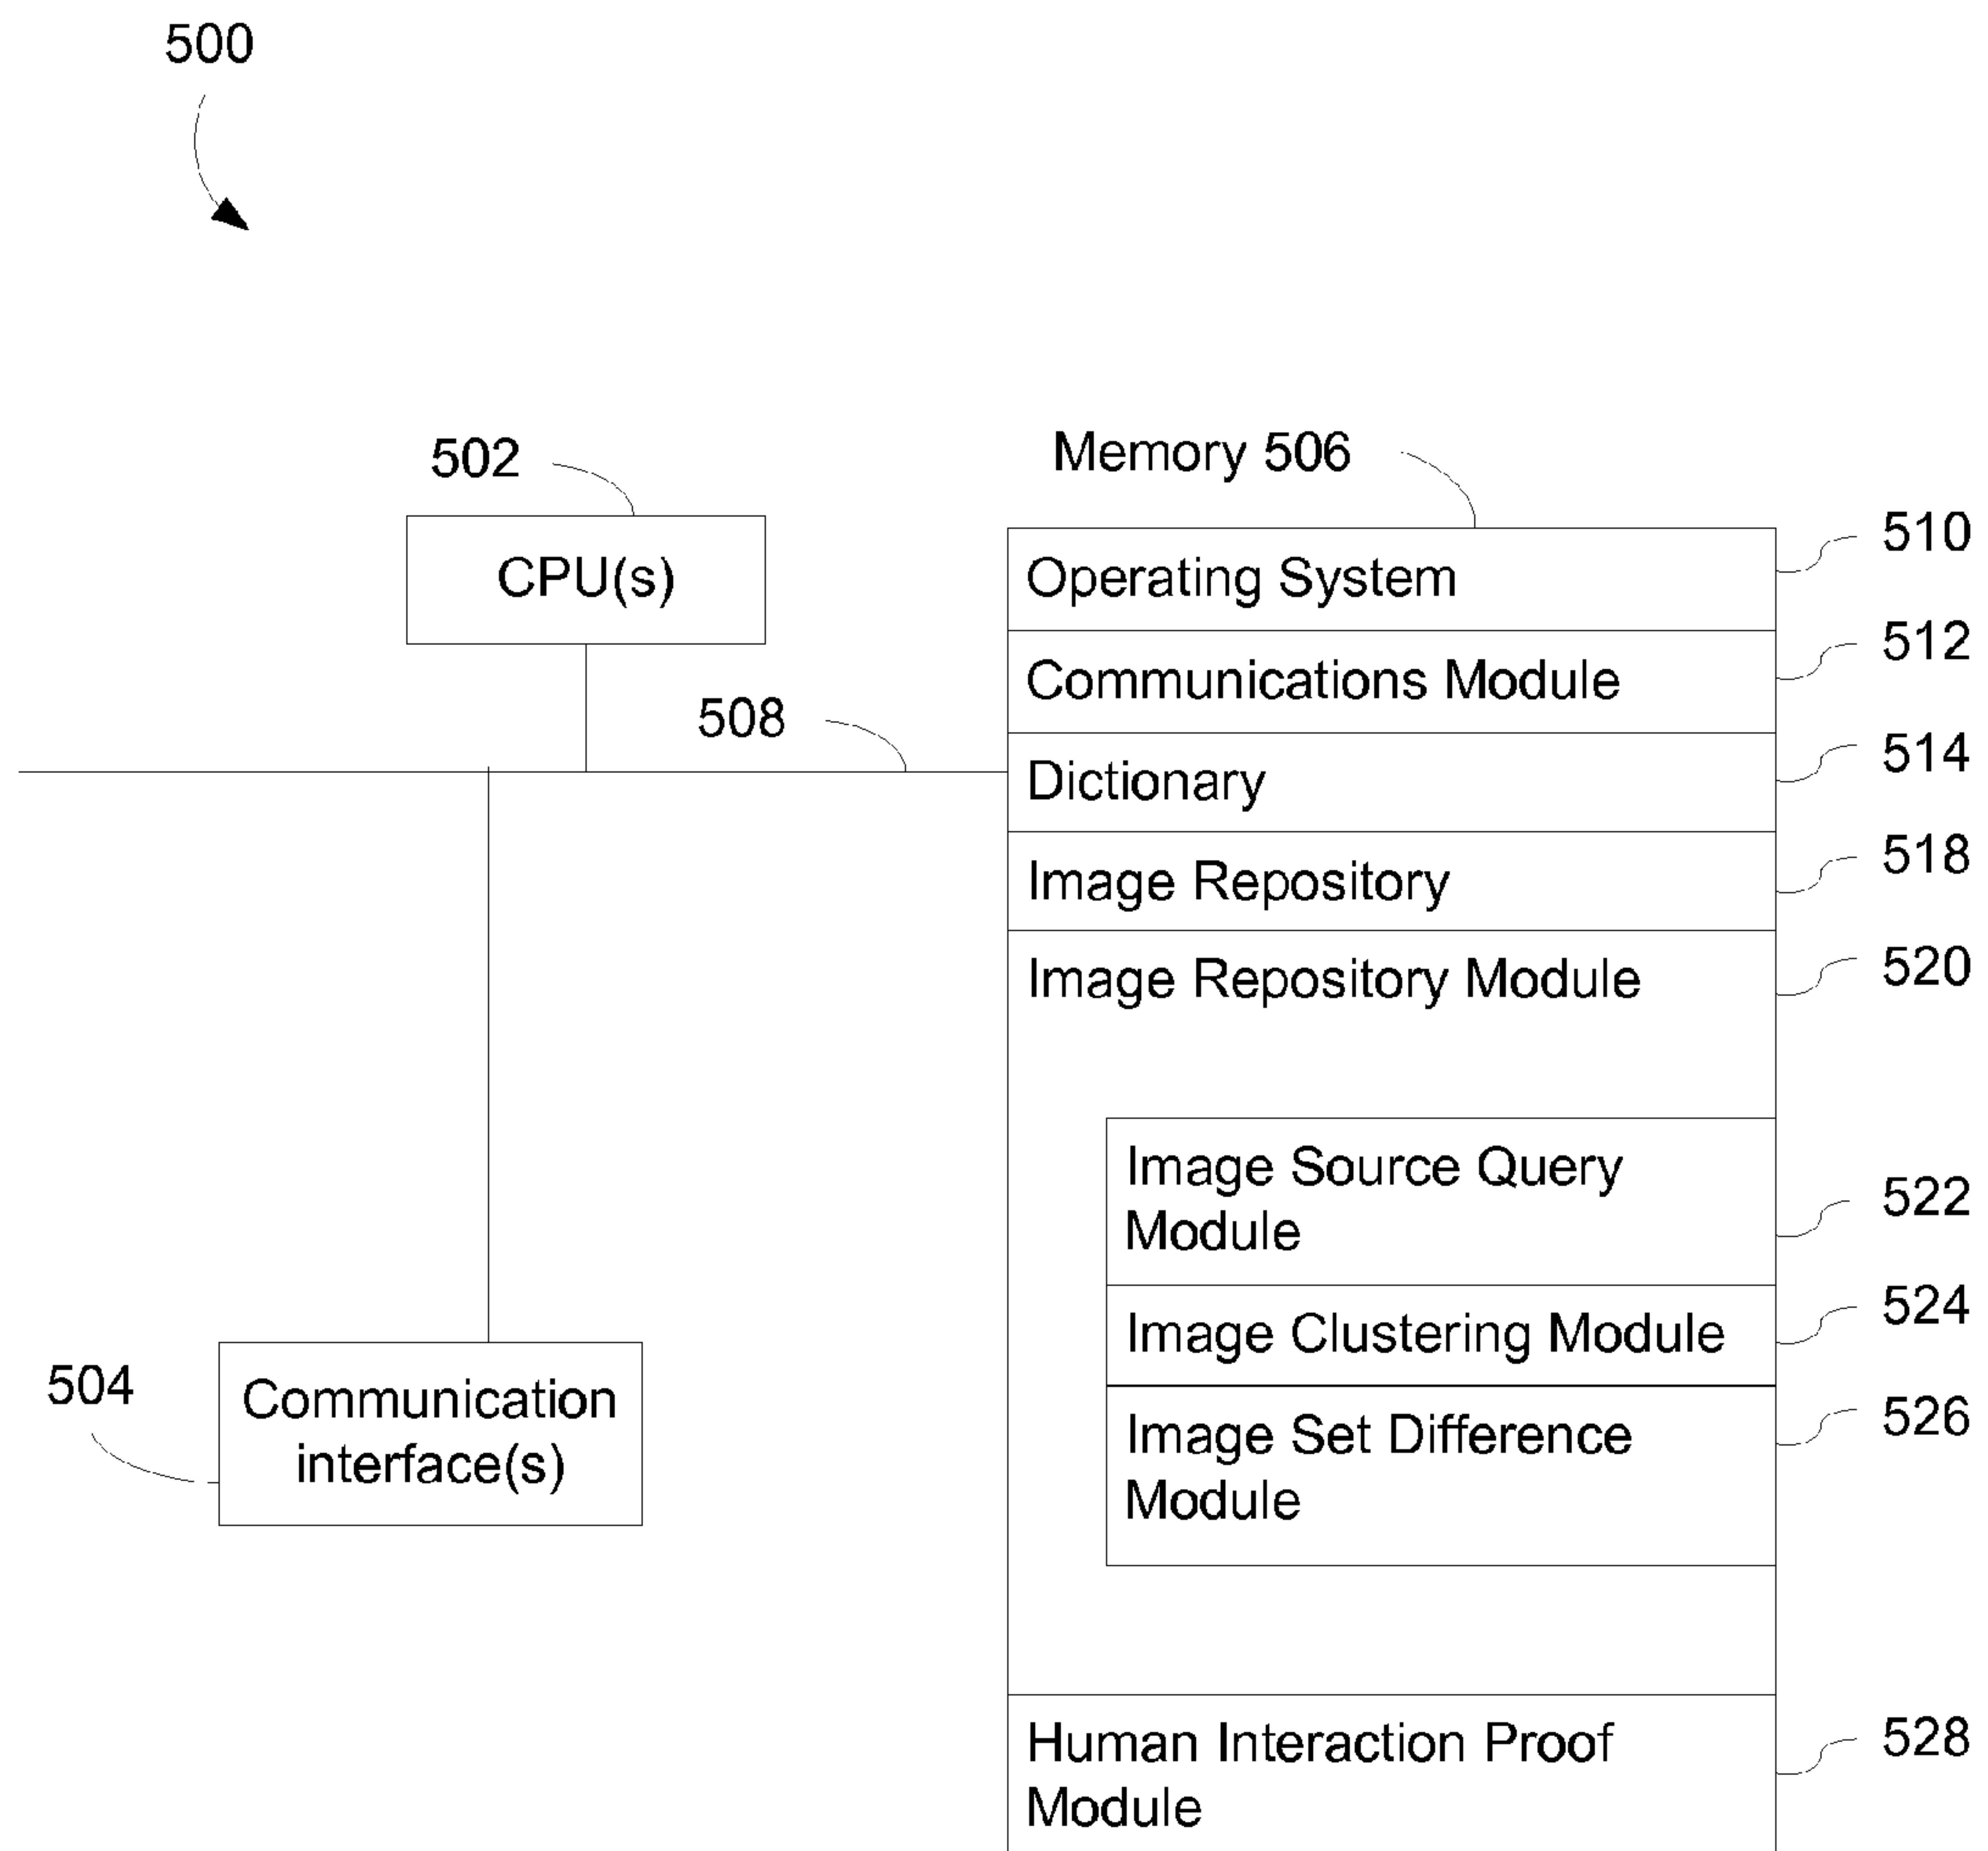 500
502
CPU(s)
508
504
Communication
interface(s)
Memory 506
Operating System
510
Communications Module
512
Dictionary
514
Image Repository
518
Image Repository Module
520
Image Source Query
Module
522
Image Clustering Module
524
Image Set Difference
Module
526
Human Interaction Proof
Module
528